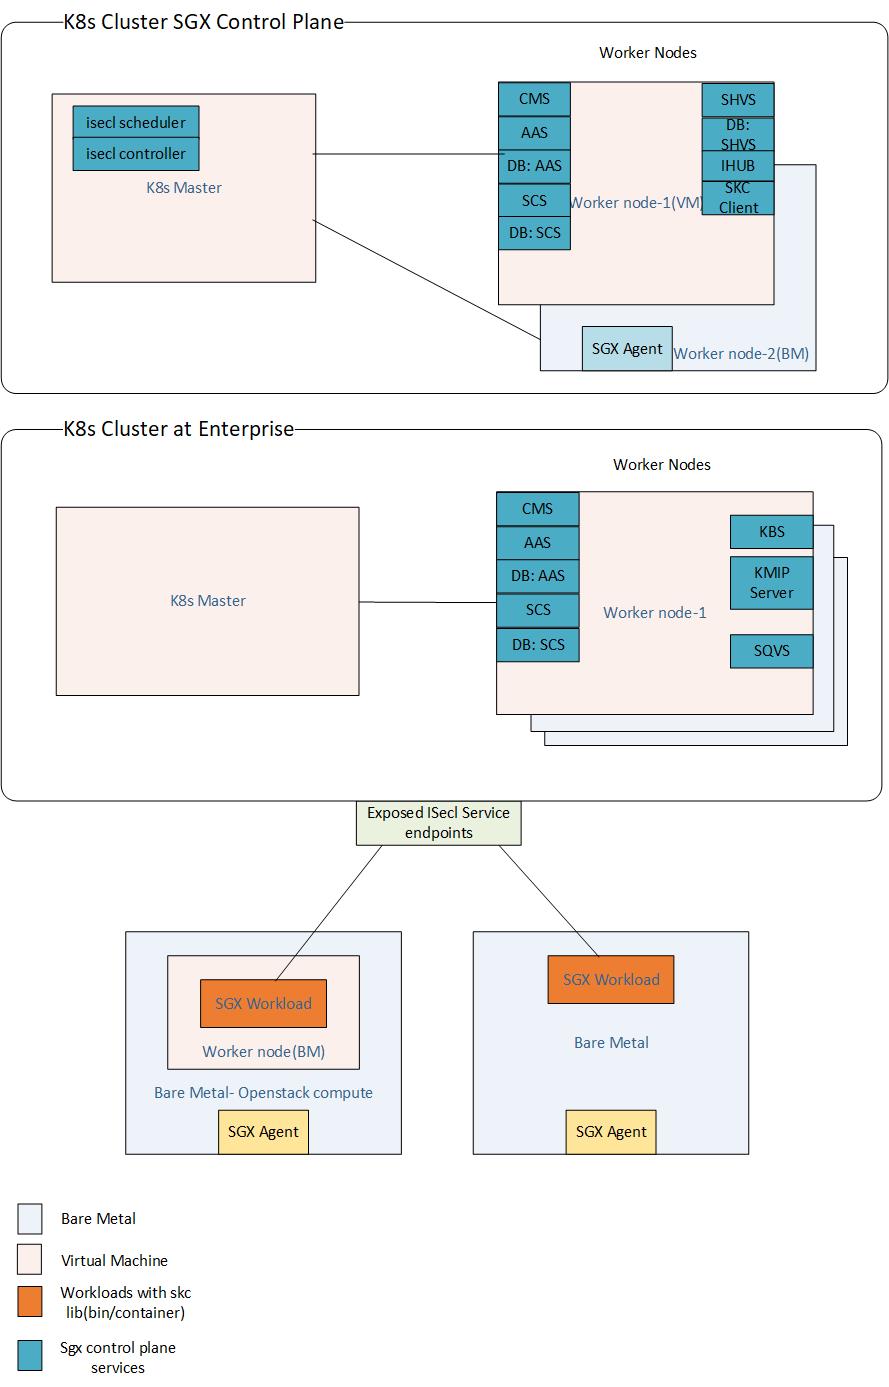 K8s Cluster SGX Control Plane
Worker Nodes
isecl scheduler
isecl controller
K8s Master
CMS
AAS
DB: AAS
SCS
DB: SCS
Worker node-1(VM)
SHVS
DB:
SHVS
IHUB
SKC
Client
SGX Agent
Worker node-2(BM)
K8s Cluster at Enterprise
Worker Nodes
K8s Master
CMS
AAS
DB: AAS
SCS
DB: SCS
Worker node-1
KBS
KMIP
Server
SQVS
Exposed ISecl Service
endpoints
SGX Workload
Worker node(BM)
Bare Metal- Openstack compute
SGX Agent
SGX Workload
Bare Metal
SGX Agent
Bare Metal
Virtual Machine
Workloads with skc
lib(bin/container)
Sgx control plane
services